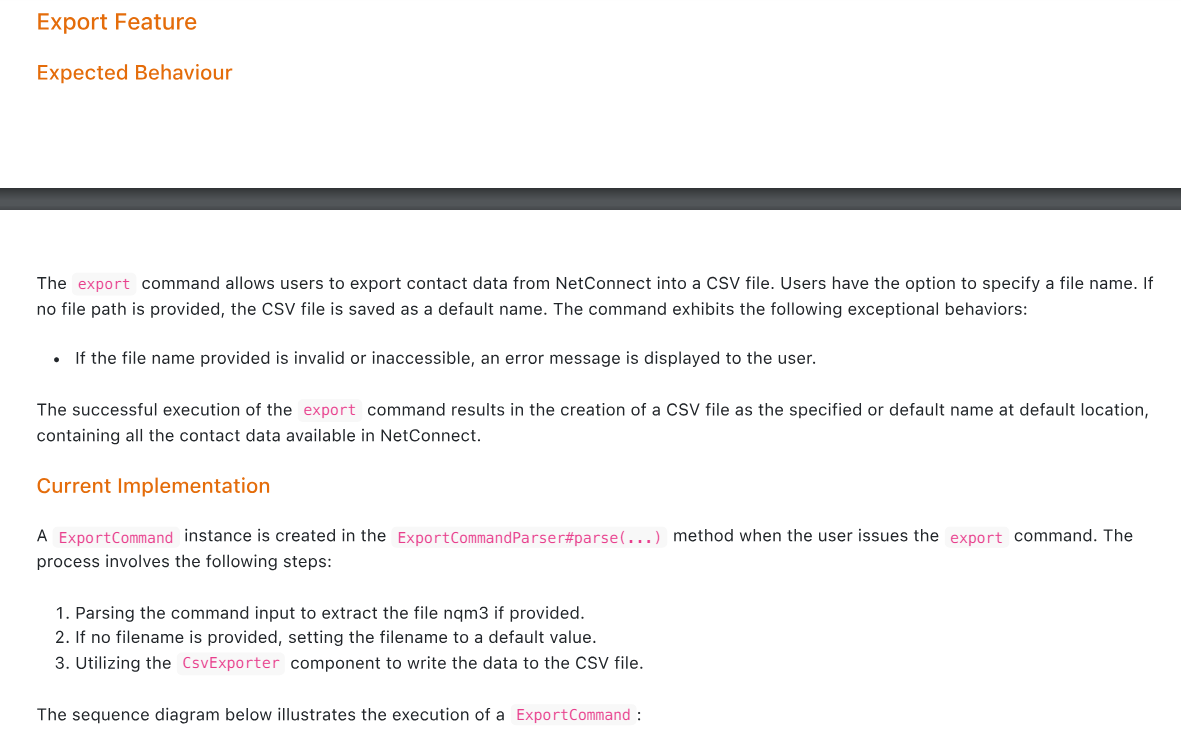 Export Feature
Expected Behaviour
The export command allows users to export contact data from NetConnect into a CSV file. Users have the option to specify a file name. If
no file path is provided, the CSV file is saved as a default name. The command exhibits the following exceptional behaviors:
• If the file name provided is invalid or inaccessible, an error message is displayed to the user.
The successful execution of the export command results in the creation of a CSV file as the specified or default name at default location,
containing all the contact data available in NetConnect.
Current Implementation
A ExportCommand instance is created in the ExportCommandParser#parse(...) method when the user issues the export command. The
process involves the following steps:
1. Parsing the command input to extract the file nqm3 if provided.
2. If no filename is provided, setting the filename to a default value.
3. Utilizing the CsvExporter component to write the data to the CSV file.
The sequence diagram below illustrates the execution of a ExportCommand :